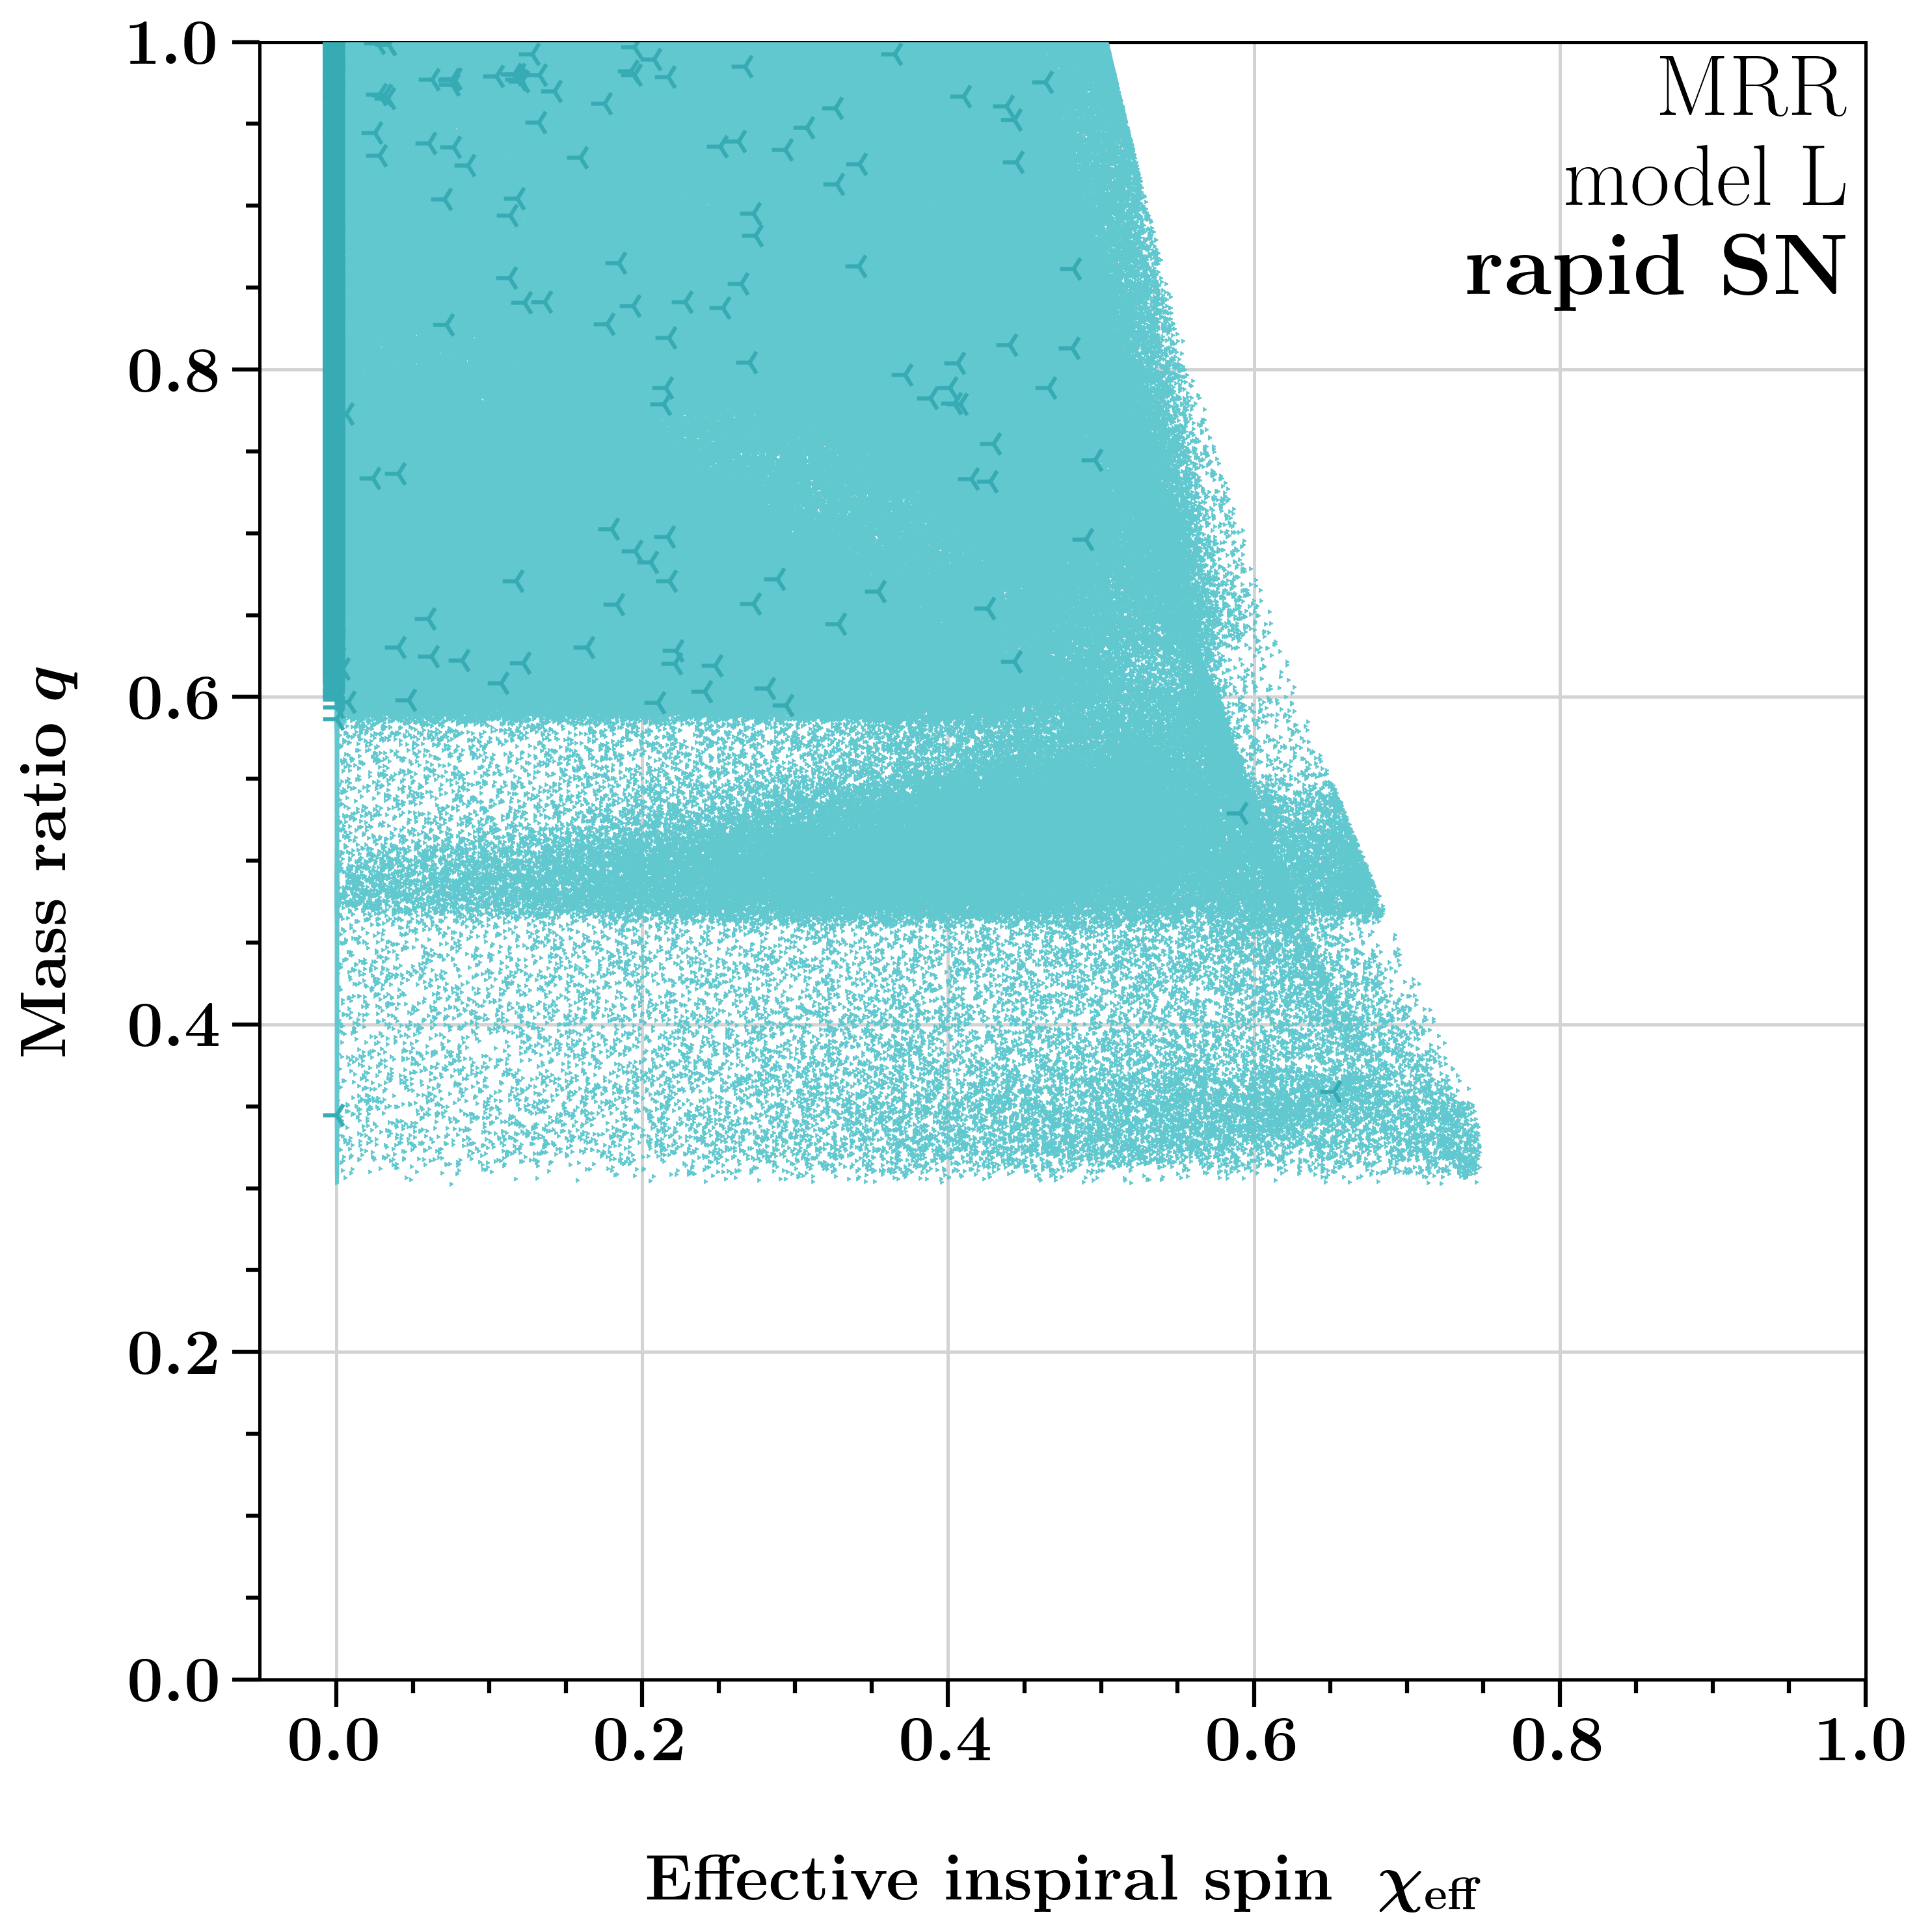 MRR
model L
rapid SN
1.0
0.8
0.6
0.4
0.2
0.0
Mass ratio q
0.0 0.2 0.4 0.6 0.8 1.0
Effective inspiral spin χeff